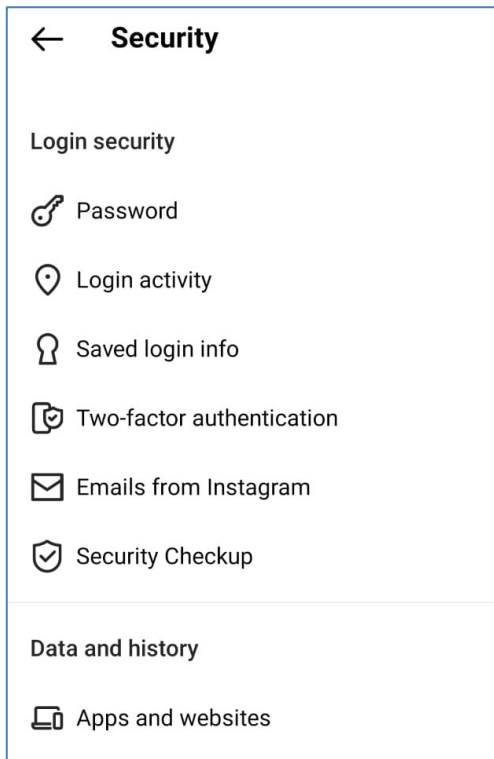 Security
Login security
Password
Login activity
Saved login info
Two-factor authentication
Emails from Instagram
Security Checkup
Data and history
Apps and websites